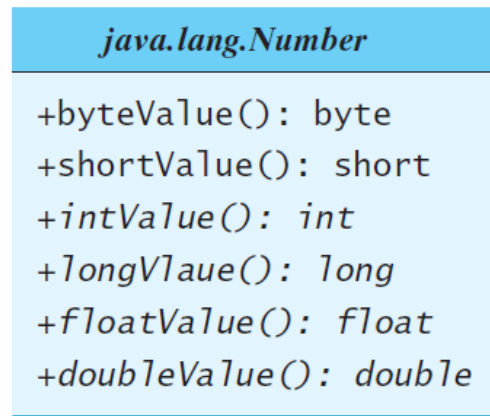 java.lang.Number
+byteValue(): byte
+shortValue(): short
+intValue(): int
+longVlaue(): long
+floatValue(): float
+doubleValue(): double